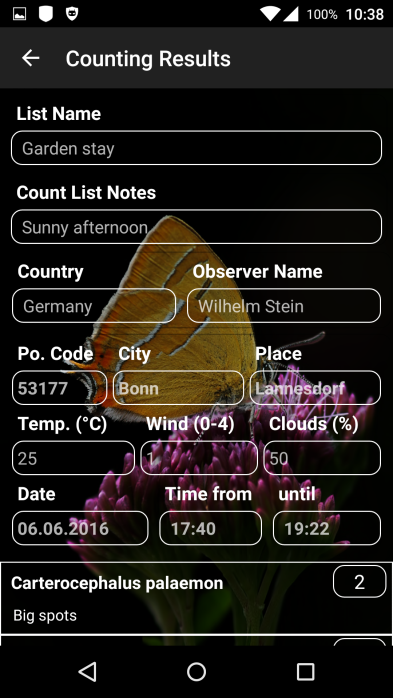 100% 10:38
Counting Results
List Name
Garden stay
Count List Notes
Sunny afternoon
Country Observer Name
Germany Wilhelm Stein
Po. Code City Place
53177 Bonn Lannesdorf
Temp. (°C) Wind (0-4) Clouds (%)
25 1 50
Date Time from until
06.06.2016 17:40 19:22
Carterocephalus palaemon 2
Big spots